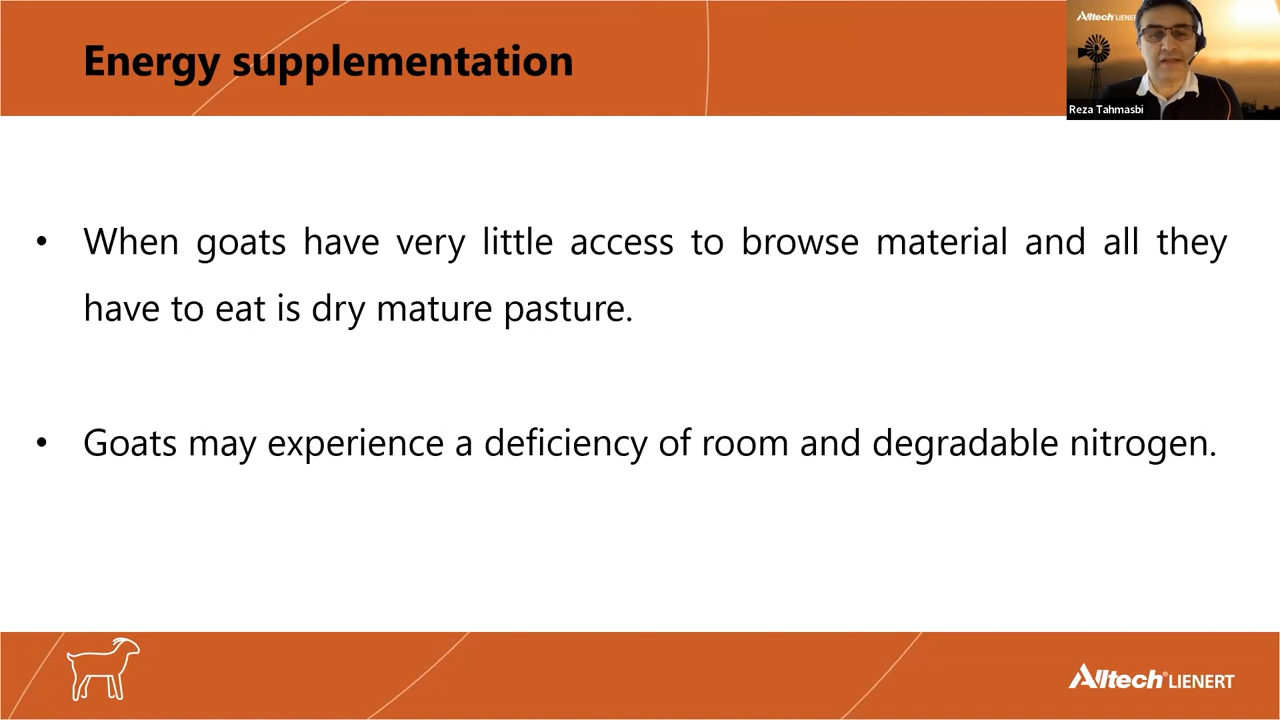 Energy supplementation
Alltech LIENERT
Reza Tahmasbi
• When goats have very little access to browse material and all they
have to eat is dry mature pasture.
• Goats may experience a deficiency of room and degradable nitrogen.
Alltech® LIENERT